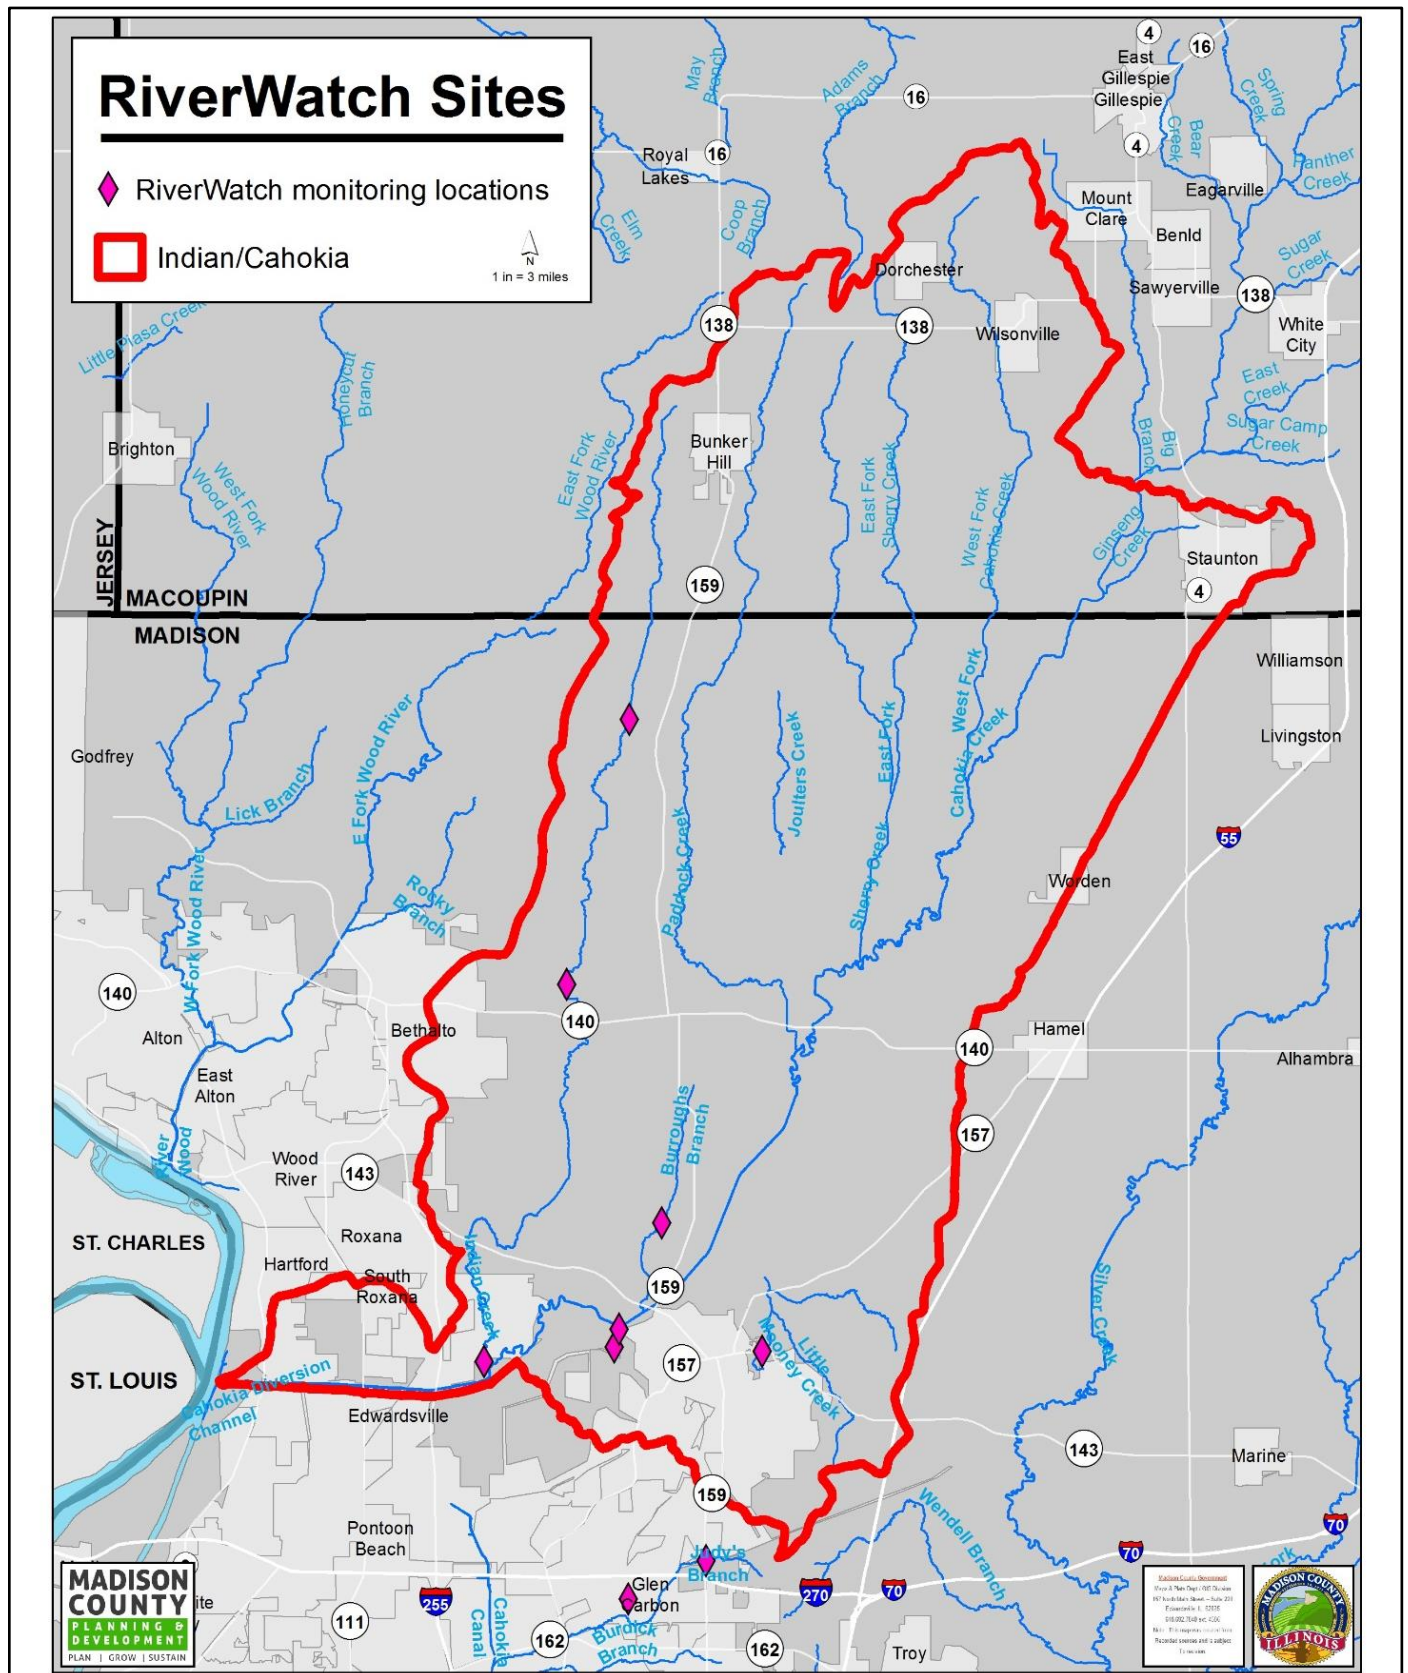 RiverWatch Sites
RiverWatch monitoring locations
Indian/Cahokia
N
1 in = 3 miles
4
16
East
Gillespie
Gillespie
4
Bear
Creek
Spring
Creek
Panther
Creek
Eagarville
May
Branch
Adams
Branch
16
Royal
Lakes
16
Elm
Creek
Coop
Branch
Mount
Clare
Benld
Sawyerville
Sugar
Creek
138
White
City
Dorchester
138
138
Wilsonville
Little Piasa Creek
Honeycut
Branch
East
Creek
Sugar Camp
Creek
Brighton
West Fork
Wood River
East Fork
Wood River
Bunker
Hill
East Fork
Sherry Creek
West Fork
Cahokia Creek
Big
Branch
Ginseng
Creek
Staunton
4
159
JERSEY
MACOUPIN
MADISON
Williamson
Livingston
Godfrey
Lick Branch
E Fork Wood River
Joulters Creek
East Fork
West Fork
Cahokia Creek
Paddock Creek
Sherry Creek
55
Worden
Rocky
Branch
W Fork Wood River
140
Alton
Bethalto
140
140
Hamel
Alhambra
East
Alton
Burroughs
Branch
157
Wood
River
Wood
River
143
Roxana
ST. CHARLES
Hartford
South
Roxana
Indian Creek
159
Silver Creek
Little
Mooney Creek
157
ST. LOUIS
Cahokia Diversion
Channel
Edwardsville
143
Marine
159
Wendell Branch
Pontoon
Beach
Judy's
Branch
70
70
70
270
255
Glen
Carbon
Cahokia
Canal
111
162
Burdick
Branch
162
Troy
ork
ite
MADISON
COUNTY
PLANNING &
DEVELOPMENT
PLAN | GROW | SUSTAIN
Madison County Government
MADISON COUNTY
ILLINOIS